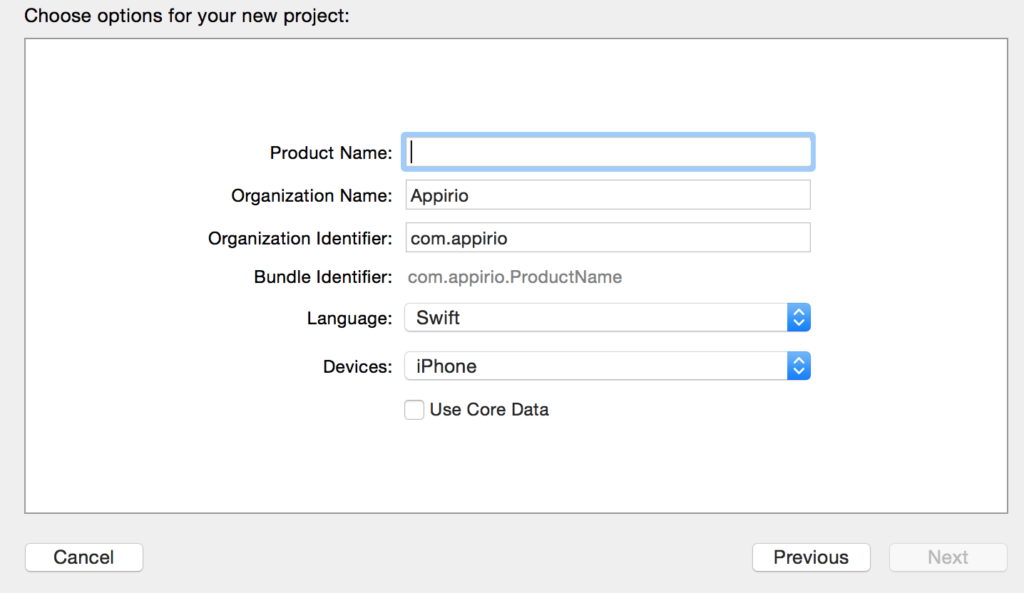 Choose options for your new project:
Product Name:
Organization Name: Appirio
Organization Identifier: com.appirio
Bundle Identifier: com.appirio.ProductName
Language: Swift
Devices: iPhone
Use Core Data
Cancel Previous Next